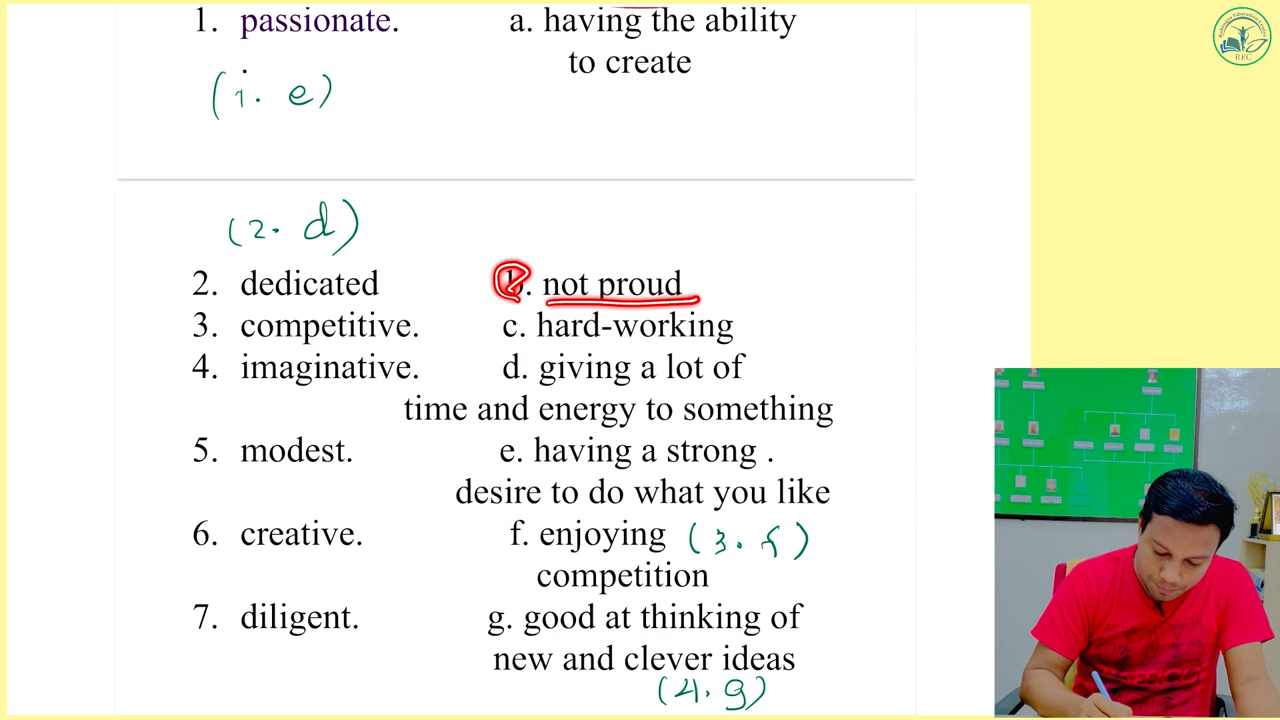 1. passionate. a. having the ability
. to create
(i. e)
(2. d)
2. dedicated b. not proud
3. competitive. c. hard-working
4. imaginative. d. giving a lot of
time and energy to something
5. modest. e. having a strong .
desire to do what you like
6. creative. f. enjoying (3. f)
competition
7. diligent. g. good at thinking of
new and clever ideas
(4. g)
REC